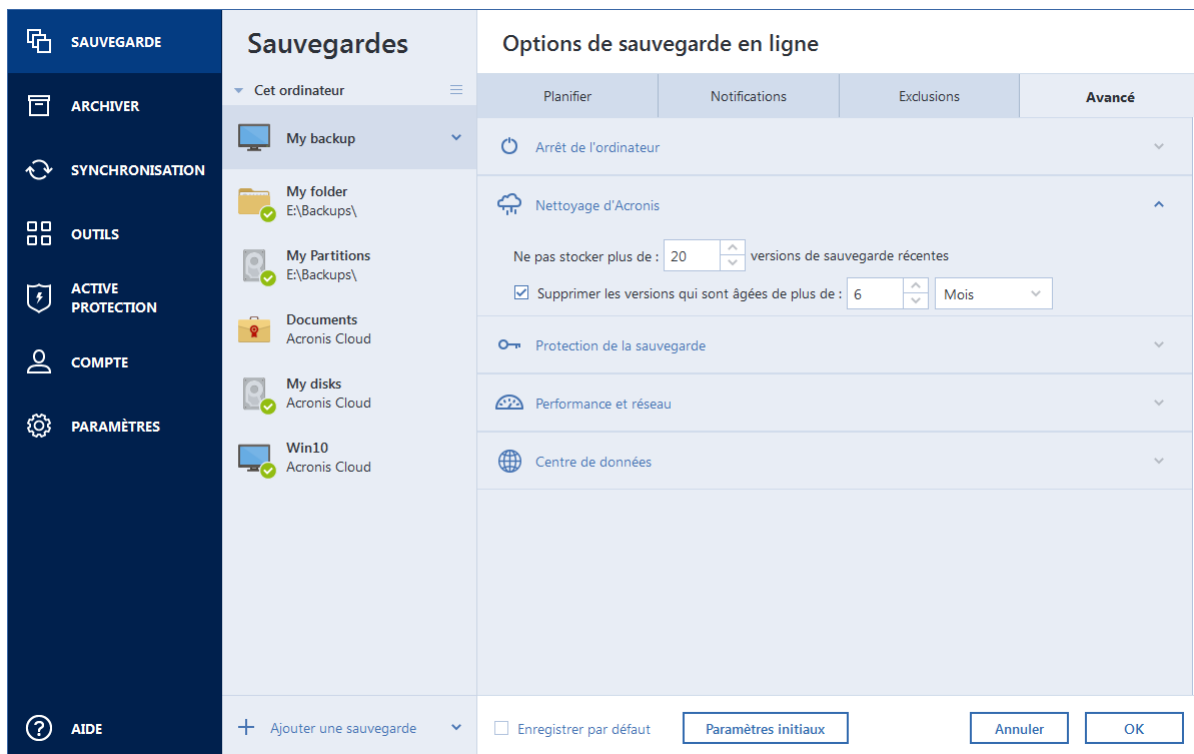 SAUVEGARDE
ARCHIVER
SYNCHRONISATION
OUTILS
ACTIVE
PROTECTION
COMPTE
PARAMÈTRES
AIDE
Sauvegardes
Cet ordinateur
My backup
My folder
E:\Backups\
My Partitions
E:\Backups\
Documents
Acronis Cloud
My disks
Acronis Cloud
Win10
Acronis Cloud
Ajouter une sauvegarde
Options de sauvegarde en ligne
Planifier Notifications Exclusions Avancé
Arrêt de l'ordinateur
Nettoyage d'Acronis
Ne pas stocker plus de : 20 versions de sauvegarde récentes
Supprimer les versions qui sont âgées de plus de : 6 Mois
Protection de la sauvegarde
Performance et réseau
Centre de données
Enregistrer par défaut Paramètres initiaux Annuler OK